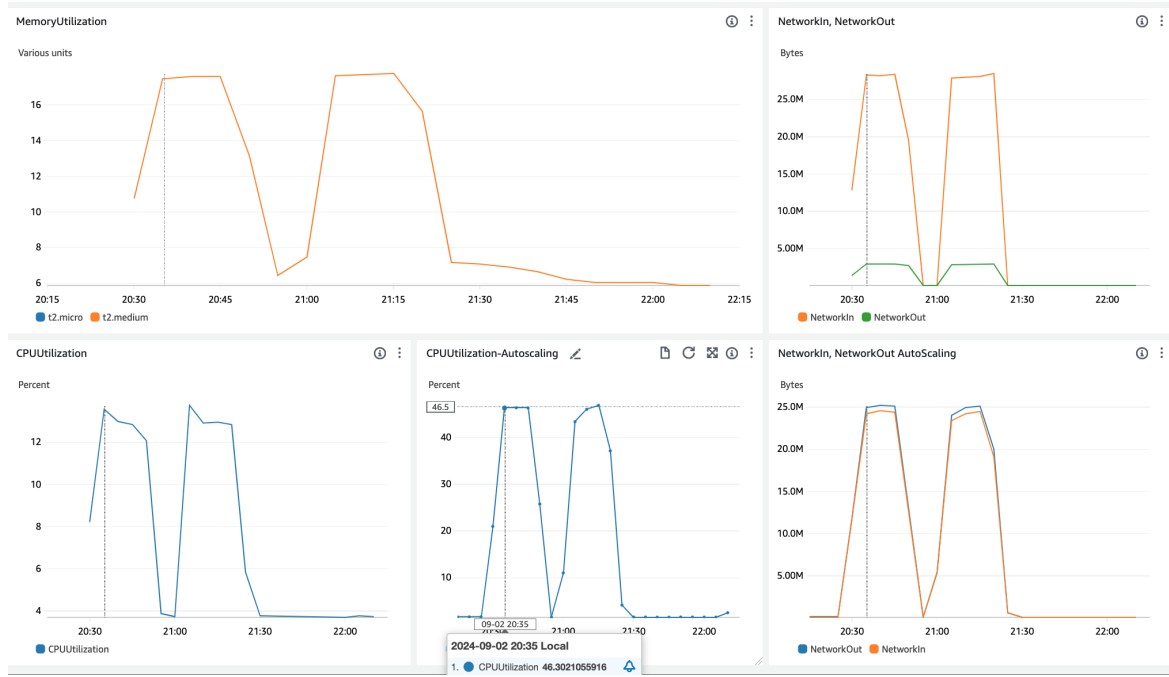 MemoryUtilization
Various units
16
14
12
10
8
6
20:15 20:30 20:45 21:00 21:15 21:30 21:45 22:00 22:15
t2.micro t2.medium
NetworkIn, NetworkOut
Bytes
25.0M
20.0M
15.0M
10.0M
5.00M
20:30 21:00 21:30 22:00
NetworkIn NetworkOut
CPUUtilization
Percent
12
10
8
6
4
20:30 21:00 21:30 22:00
CPUUtilization
CPUUtilization-Autoscaling
Percent
46.5
40
30
20
10
09-02 20:35
21:00 21:30 22:00
2024-09-02 20:35 Local
1. CPUUtilization 46.3021055916
NetworkIn, NetworkOut AutoScaling
Bytes
25.0M
20.0M
15.0M
10.0M
5.00M
20:30 21:00 21:30 22:00
NetworkOut NetworkIn